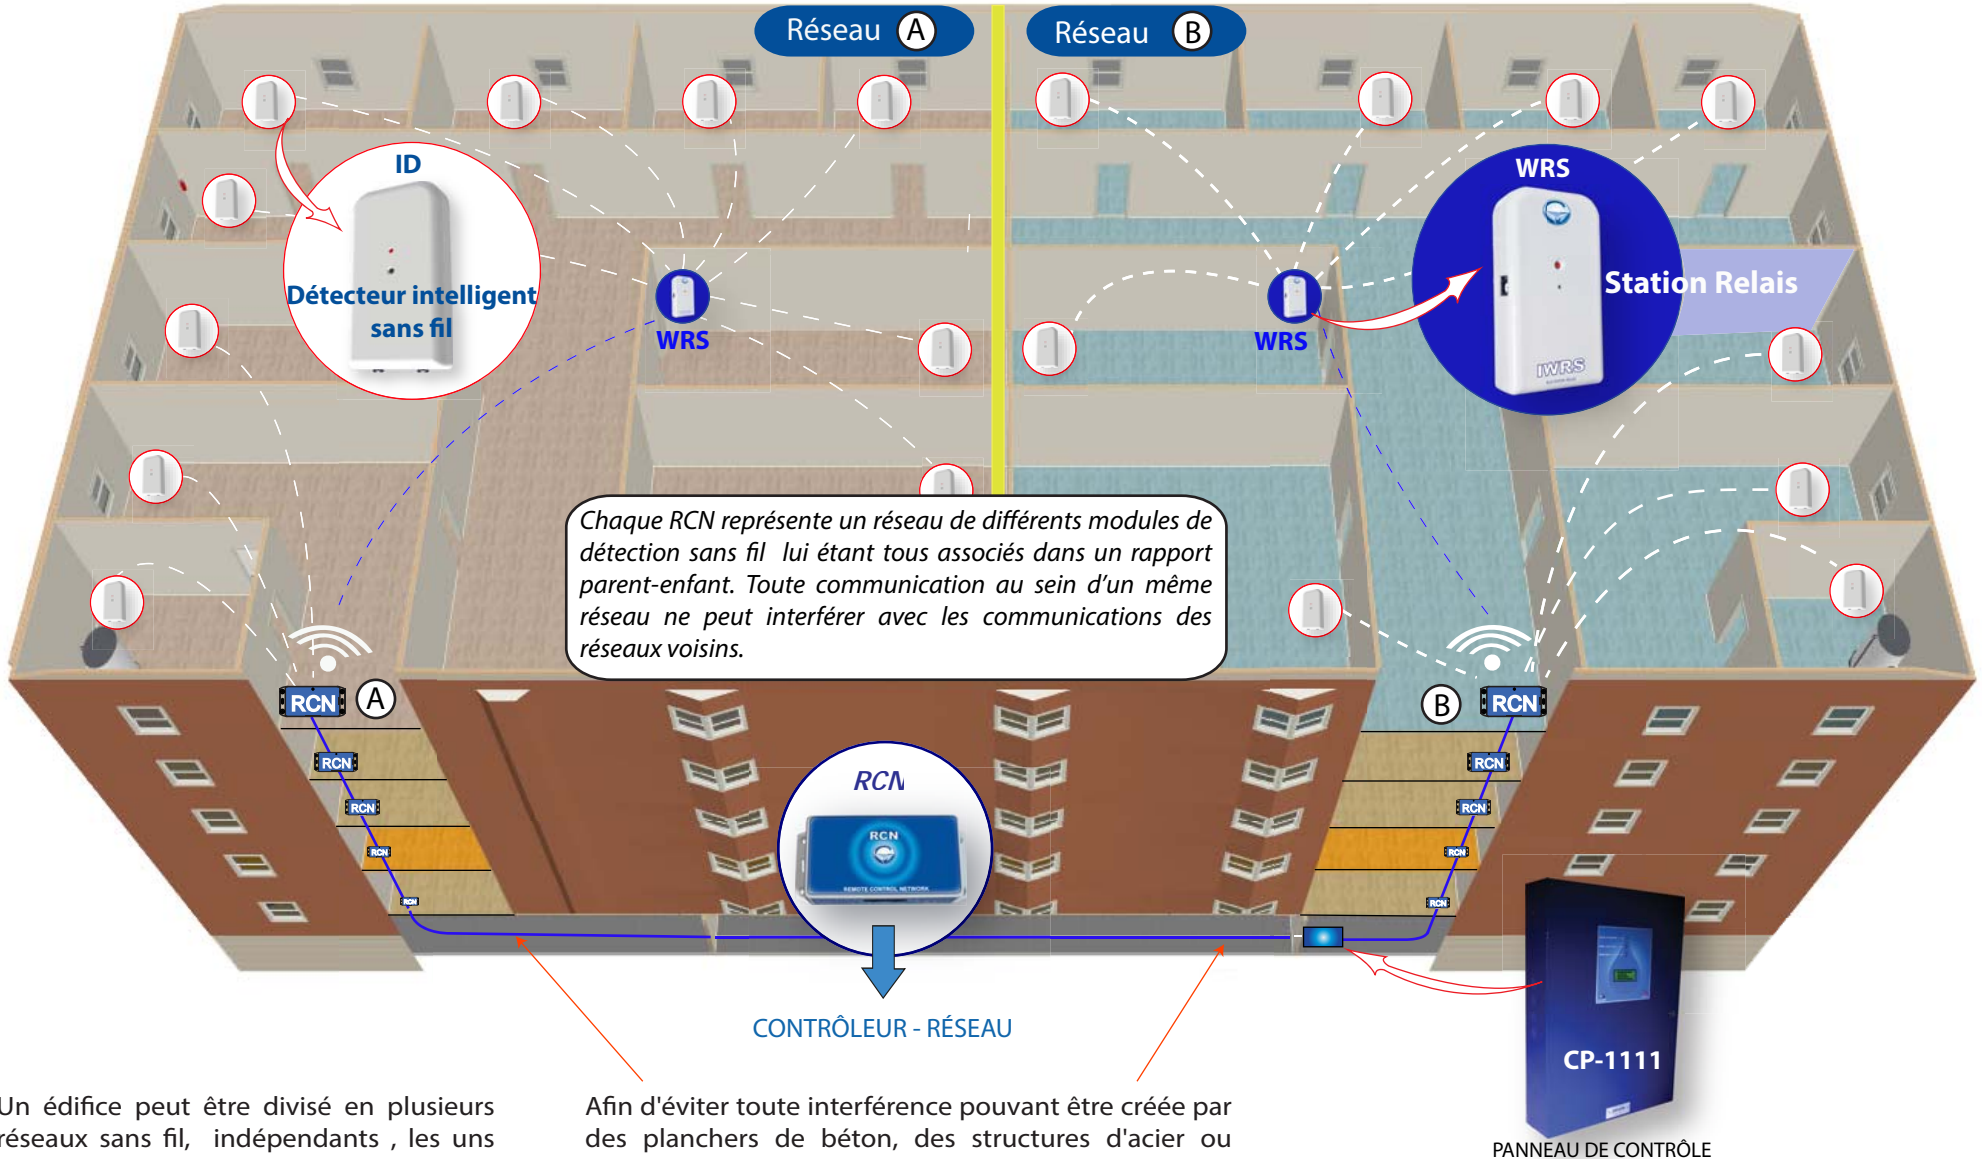 Réseau A
Réseau B
ID
Détecteur intelligent
sans fil
WRS
WRS
WRS
Station Relais
IWRS
Chaque RCN représente un réseau de différents modules de
détection sans fil lui étant tous associés dans un rapport
parent-enfant. Toute communication au sein d'un même
réseau ne peut interférer avec les communications des
réseaux voisins.
RCN A
B RCN
RCN
RCN
RCN
RCN
RCN
RCN
RCN
RCN
RCN
RCN
REMOTE CONTROL NETWORK
CONTRÔLEUR - RÉSEAU
CP-1111
PANNEAU DE CONTRÔLE
Un édifice peut être divisé en plusieurs
réseaux sans fil, indépendants , les uns
Afin d'éviter toute interférence pouvant être créée par
des planchers de béton, des structures d'acier ou